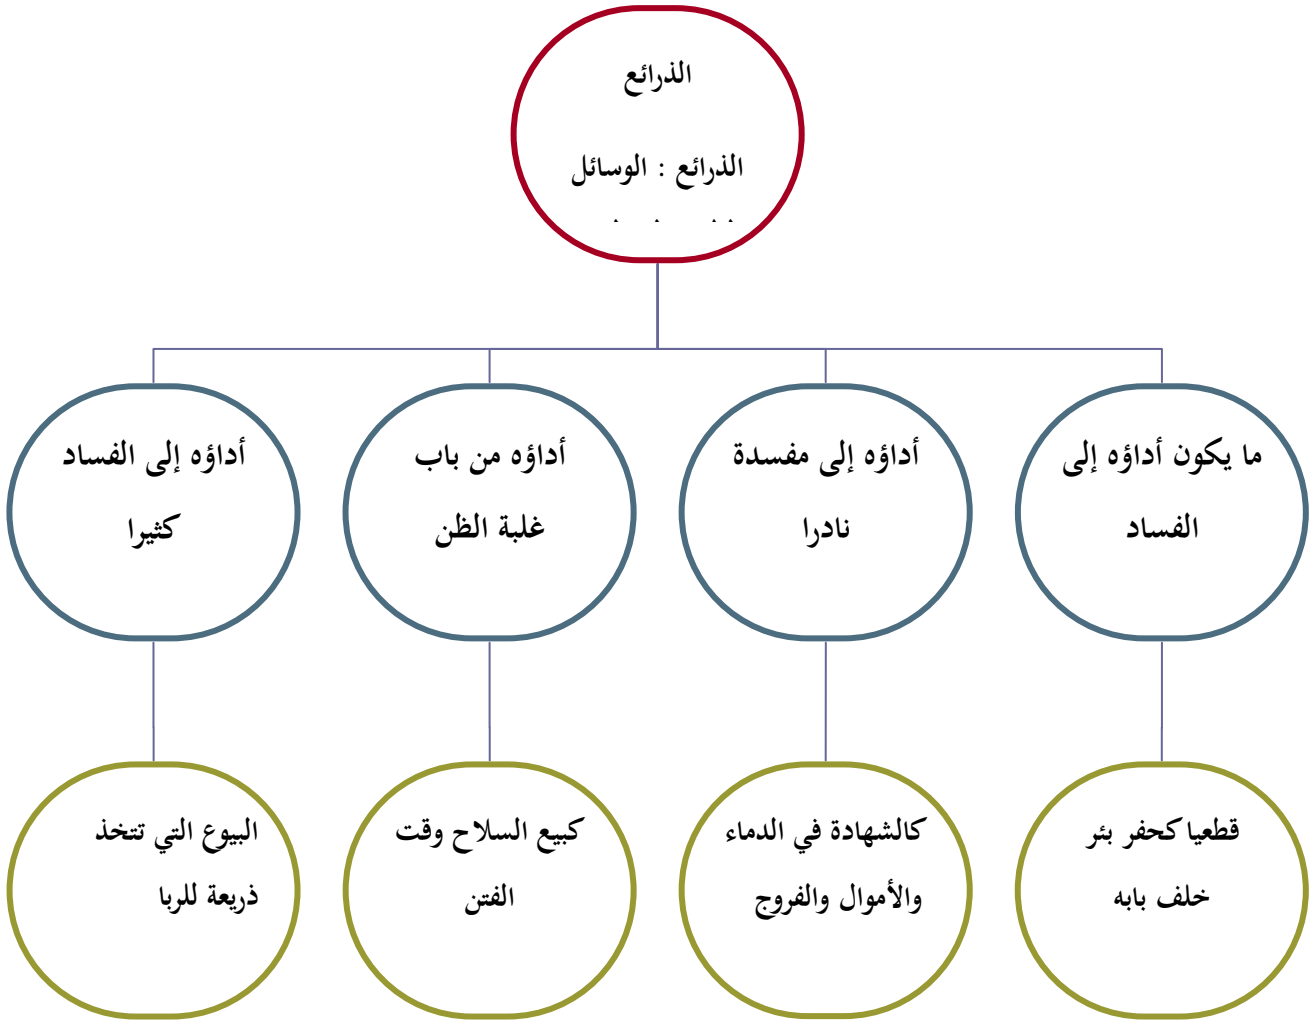 الذرائع
الذرائع : الوسائل
ما يكون أداؤه إلى
الفساد
أداؤه إلى مفسدة
نادرا
أداؤه من باب
غلبة الظن
أداؤه إلى الفساد
كثيرا
قطعيا كحفر بئر
خلف بابه
كالشهادة في الدماء
والأموال والفروج
كبيع السلاح وقت
الفتن
البيوع التي تتخذ
ذريعة للربا